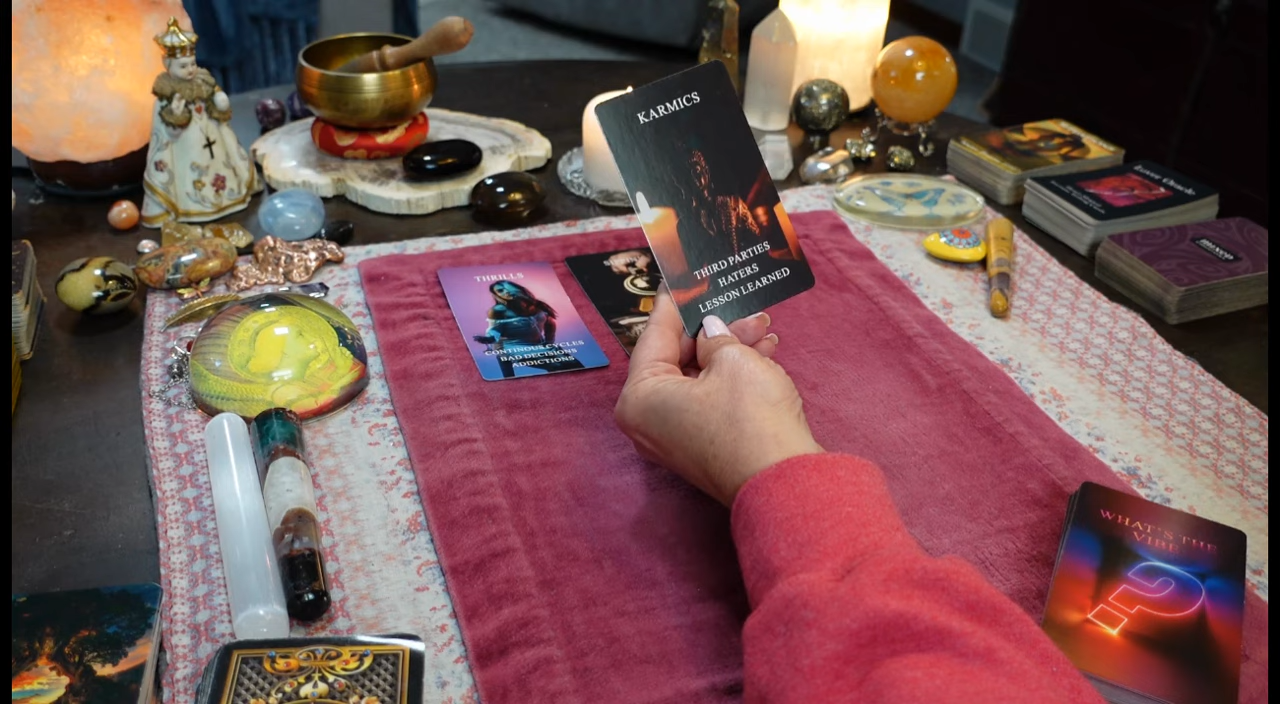 KARMICS
THIRD PARTIES
HATERS
LESSON LEARNED
THRILLS
CONTINOUS CYCLES
BAD DECISIONS
ADDICTIONS
WHAT'S THE
VIBE
?